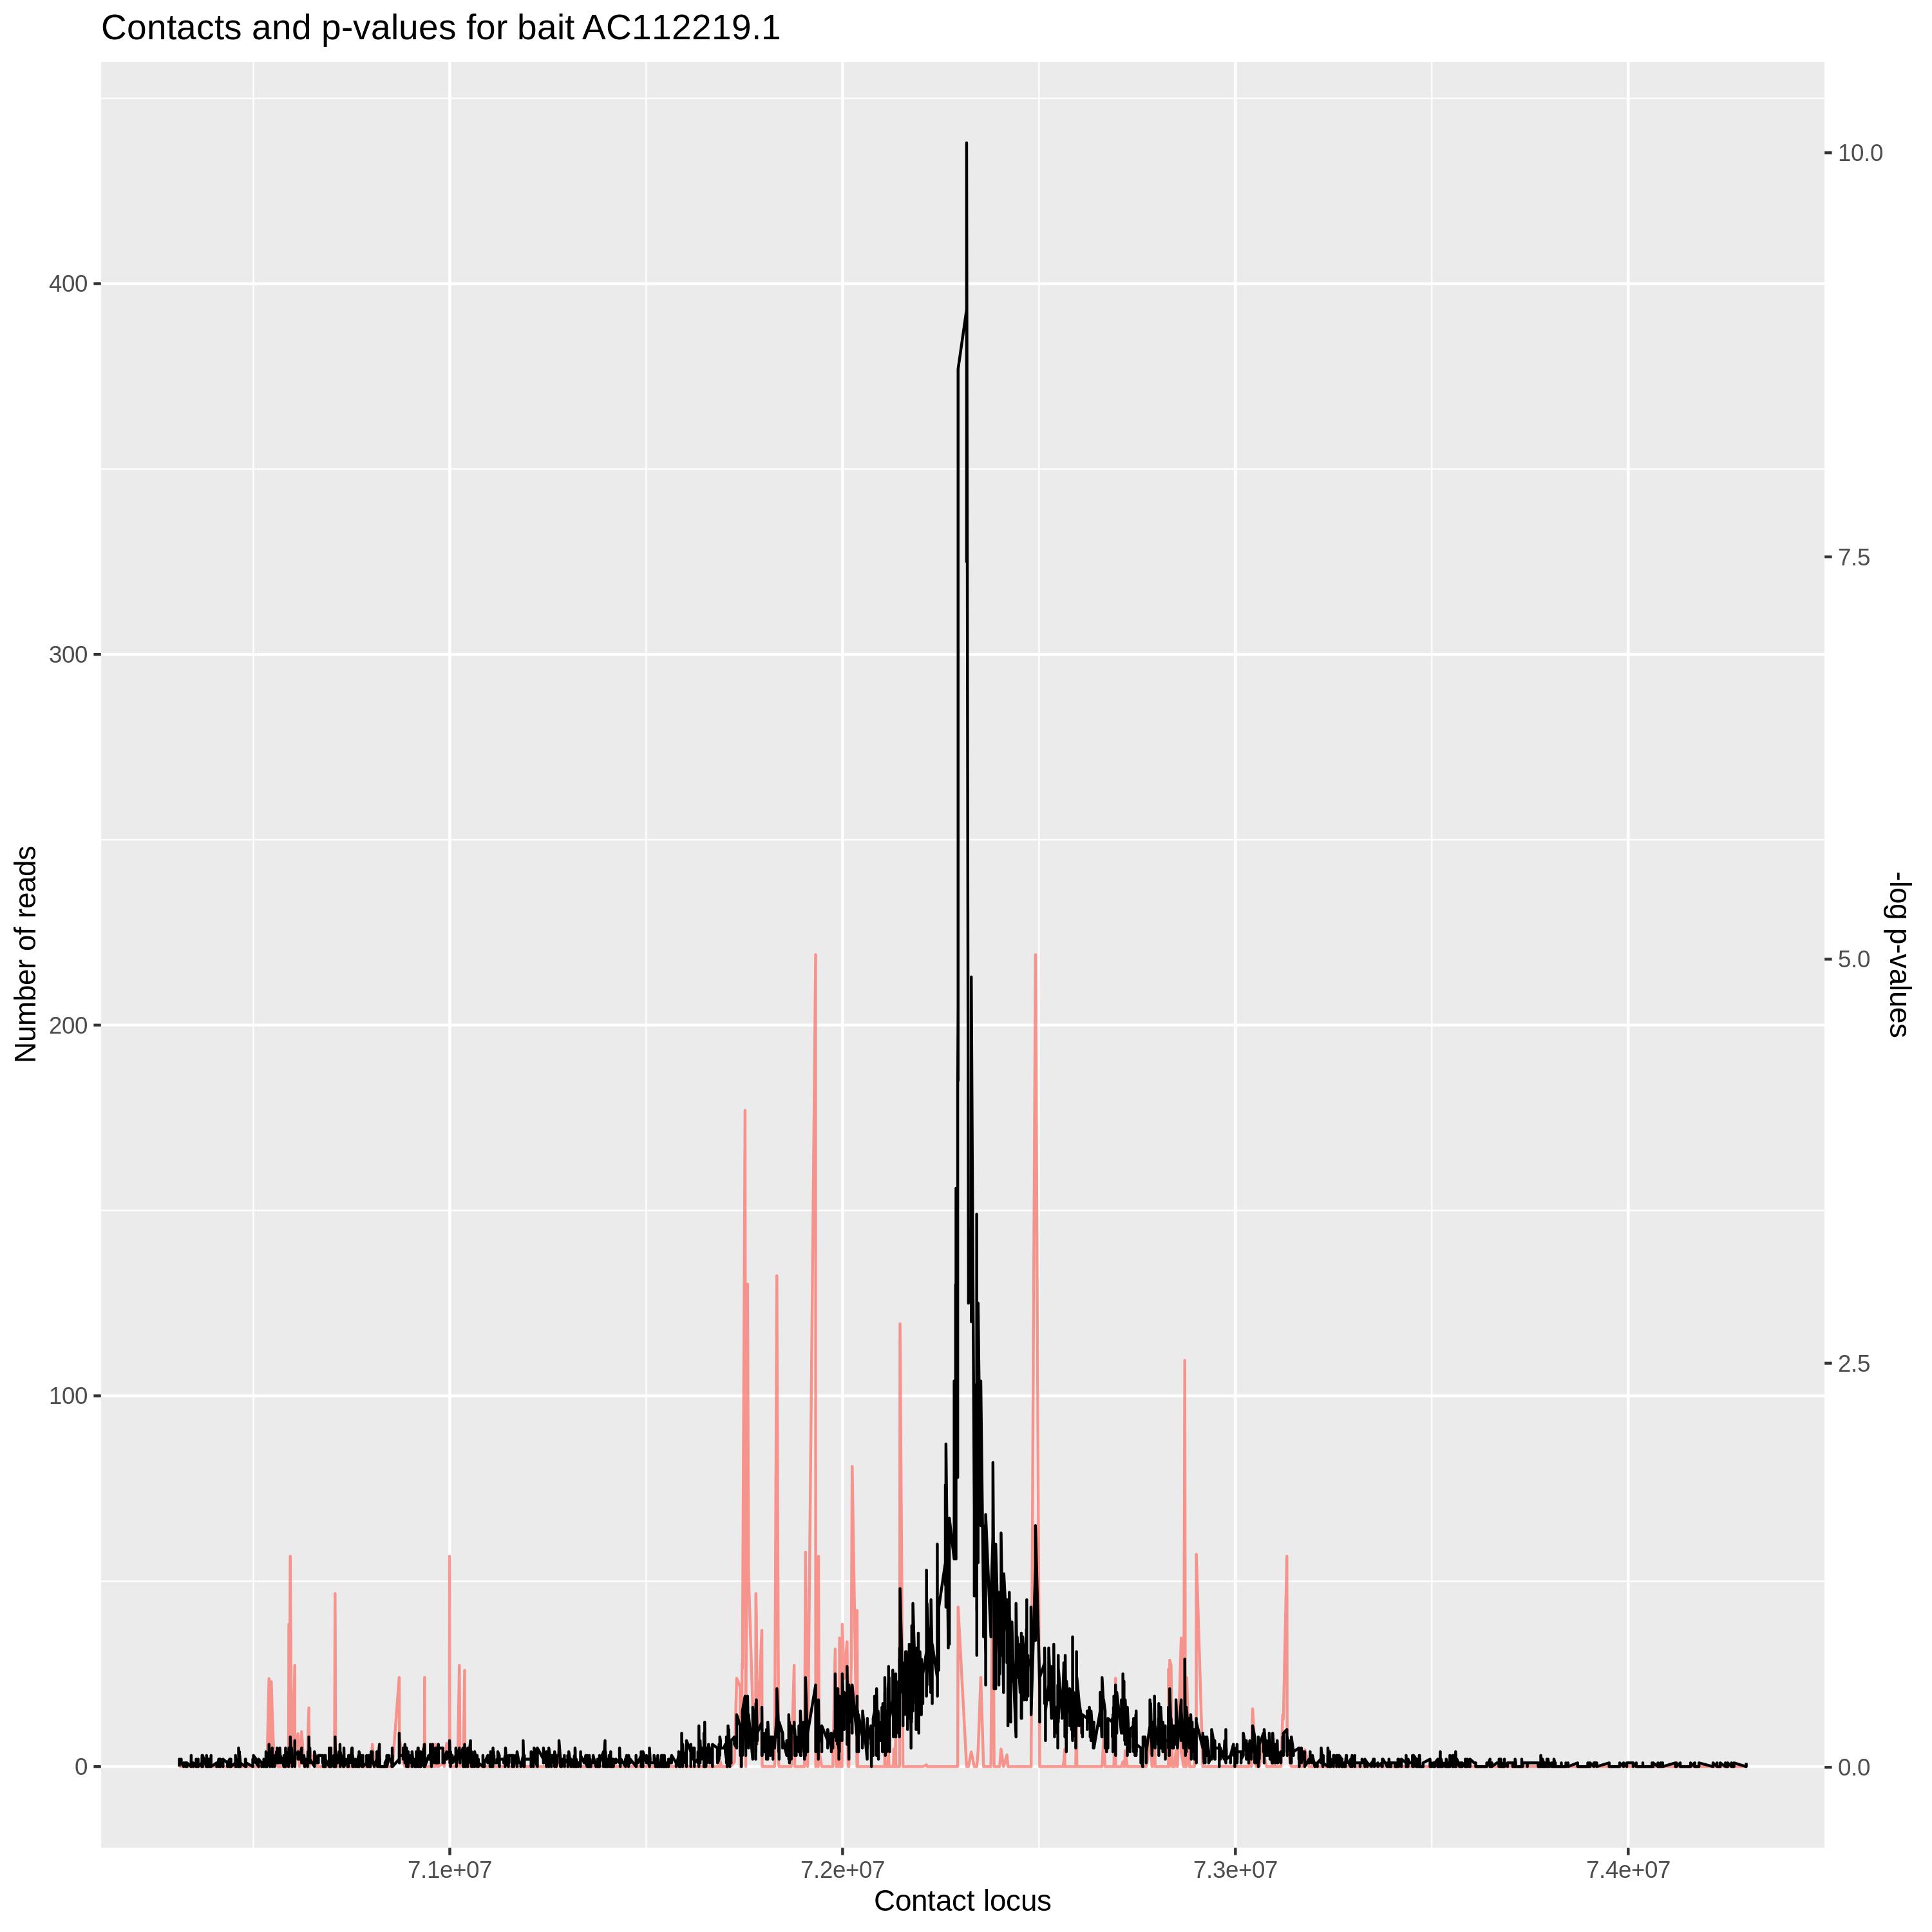 Contacts and p-values for bait AC112219.1
Number of reads
400
300
200
100
0
10.0
7.5
5.0
2.5
0.0
-log p-values
7.1e+07
7.2e+07
7.3e+07
7.4e+07
Contact locus